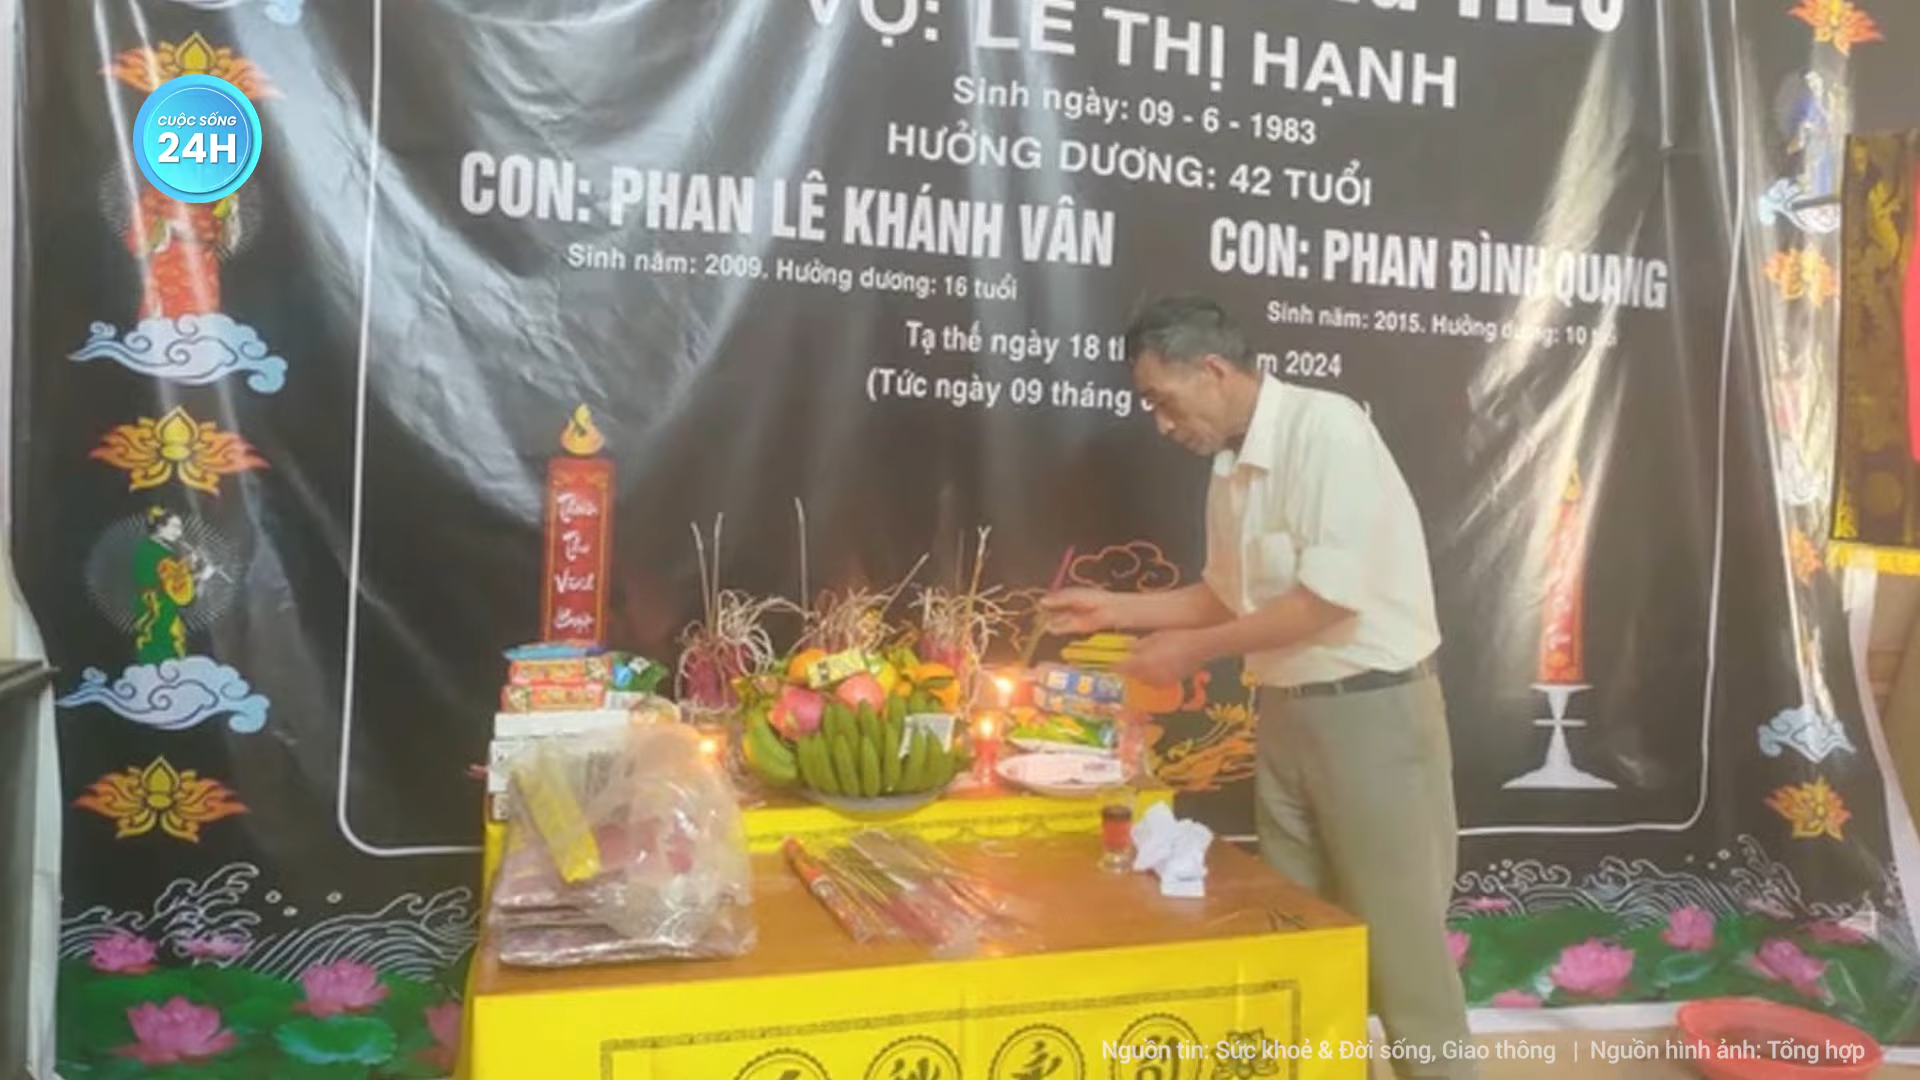 VỢ: LÊ THỊ HẠNH
Sinh ngày: 09 - 6 - 1983
HƯỞNG DƯƠNG: 42 TUỔI
CON: PHAN LÊ KHÁNH VÂN
Sinh năm: 2009. Hưởng dương: 16 tuổi
CON: PHAN ĐÌNH QUANG
Sinh năm: 2015. Hưởng dương: 10 tuổi
Tạ thế ngày 18 2024
(Tức ngày 09 tháng
CUỘC SỐNG
24H
Nguồn tin: Sức khoẻ & Đời sống, Giao thông | Nguồn hình ảnh: Tổng hợp